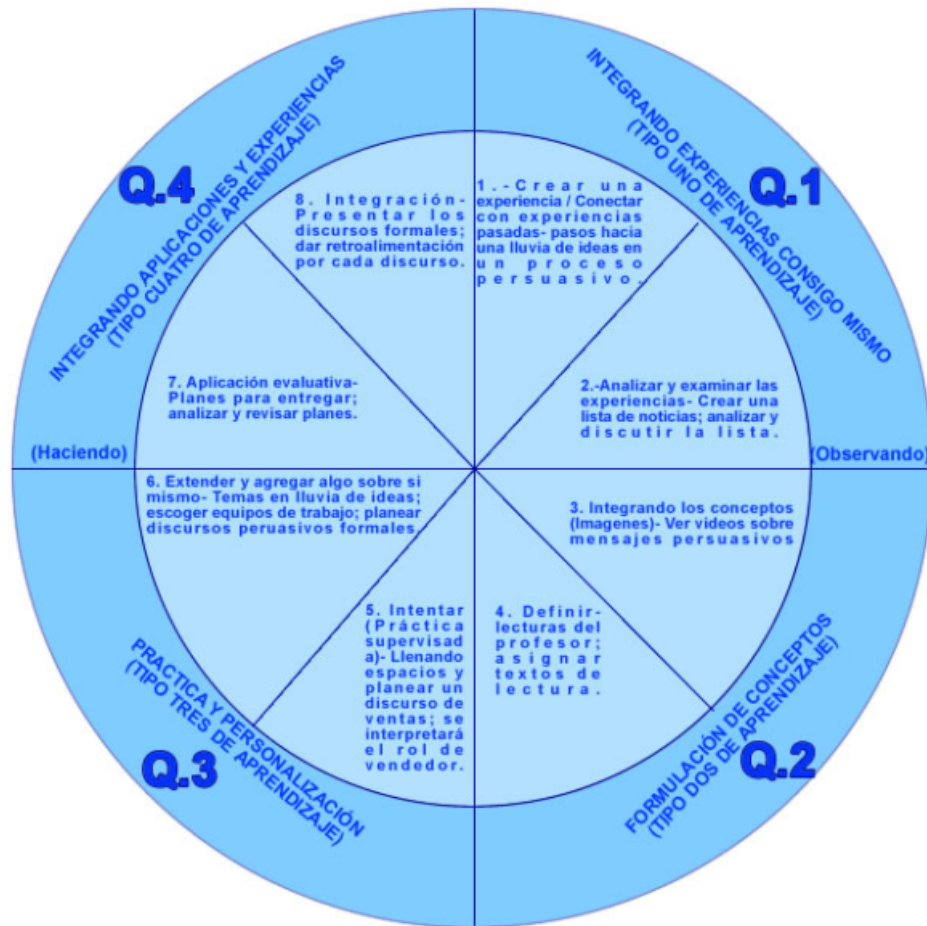 INTEGRANDO EXPERIENCIAS CONSIGO MISMO
(TIPO UNO DE APRENDIZAJE)
Q.1
1.-Crear una
experiencia / Conectar
con experiencias
pasadas- pasos hacia
una lluvia de ideas en
un proceso
persuasivo.
2.-Analizar y examinar las
experiencias- Crear una
lista de noticias; analizar y
discutir la lista.
(Observando)
3. Integrando los conceptos
(Imagenes)- Ver videos sobre
mensajes persuasivos
4. Definir-
lecturas del
profesor;
asignar
textos de
lectura.
Q.2
FORMULACIÓN DE CONCEPTOS
(TIPO DOS DE APRENDIZAJE)
5. Intentar
(Práctica
supervisad
a)- Llenando
espacios y
planear un
discurso de
ventas; se
interpretará
el rol de
vendedor.
6. Extender y agregar algo sobre si
mismo- Temas en lluvia de ideas;
escoger equipos de trabajo; planear
discursos peruasivos formales
Q.3
PRACTICA Y PERSONALIZACIÓN
(TIPO TRES DE APRENDIZAJE)
(Haciendo)
7. Aplicación evaluativa-
Planes para entregar;
analizar y revisar planes.
8. Integración-
Presentar los
discursos formales;
dar retroalimentación
por cada discurso.
Q.4
INTEGRANDO APLICACIONES Y EXPERIENCIAS
(TIPO CUATRO DE APRENDIZAJE)